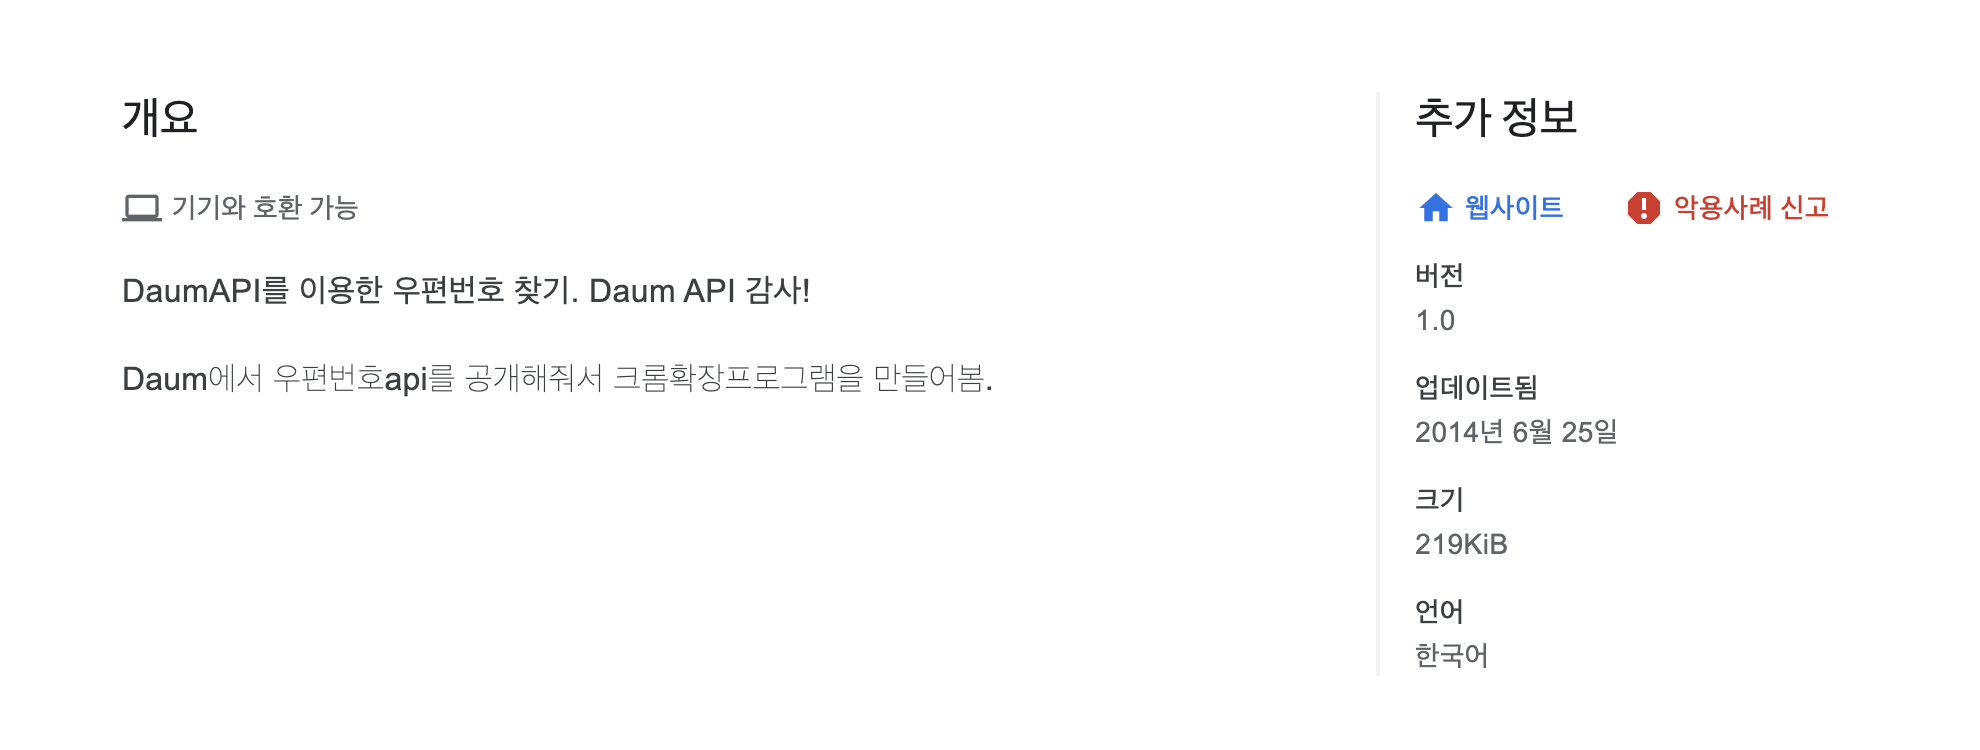 개요
기기와 호환 가능
DaumAPI를 이용한 우편번호 찾기. Daum API 감사!
Daum에서 우편번호api를 공개해줘서 크롬확장프로그램을 만들어봄.
추가 정보
웹사이트
악용사례 신고
버전
1.0
업데이트됨
2014년 6월 25일
크기
219KiB
언어
한국어